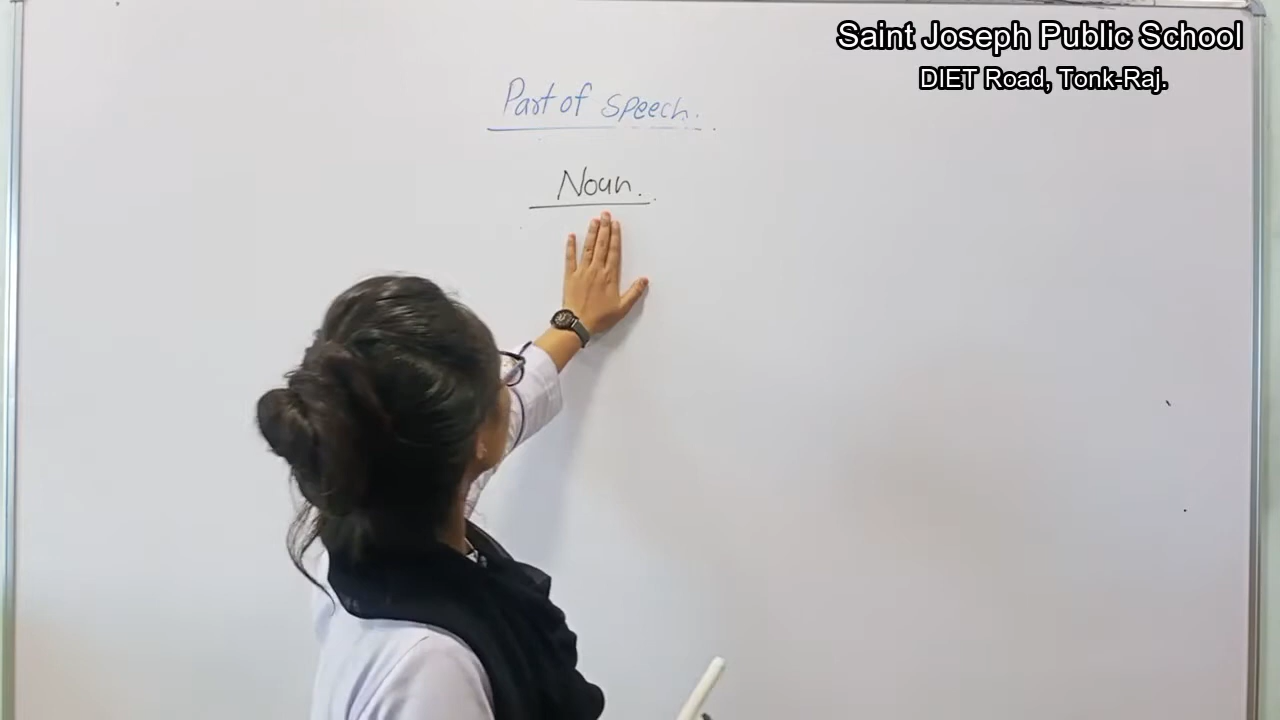 Saint Joseph Public School
DIET Road, Tonk-Raj.
Part of speech.
Noun.